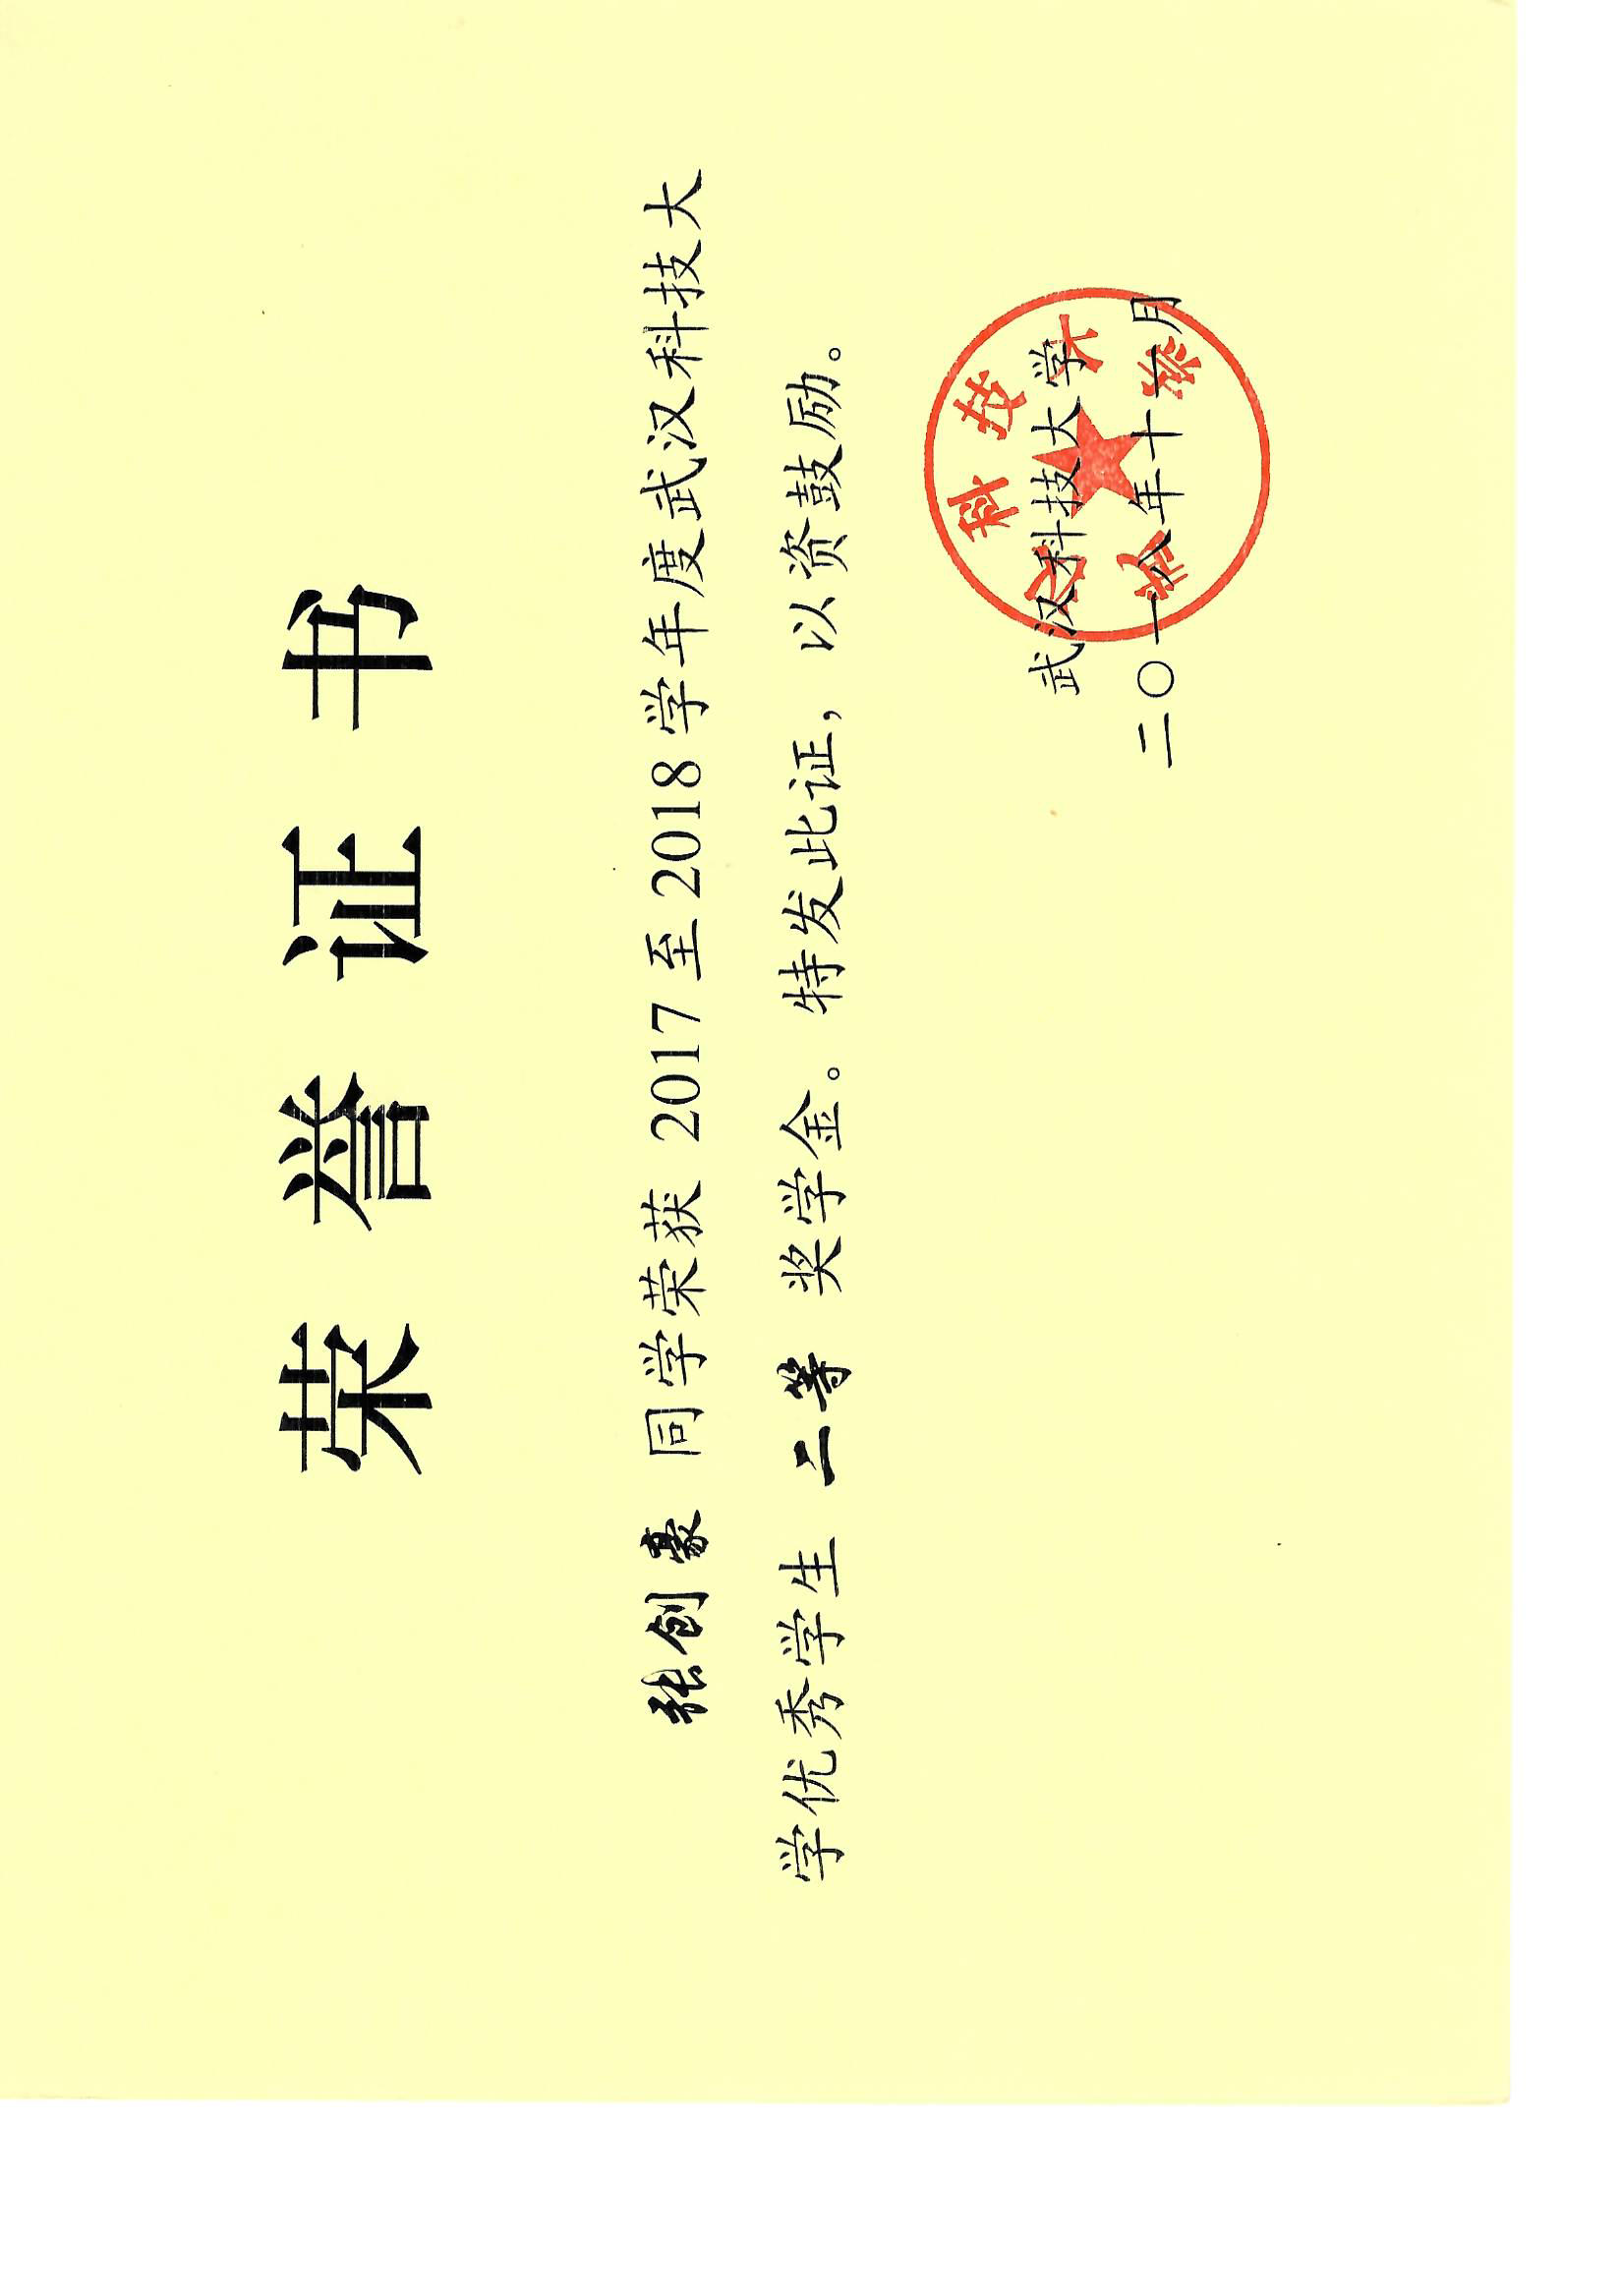 荣誉证书
张创豪 同学荣获 2017至2018学年度武汉科技大
学优秀学生 二等 奖学金。特发此证，以资鼓励。
武汉科技大学
武汉科技大学
二〇一八年十一月